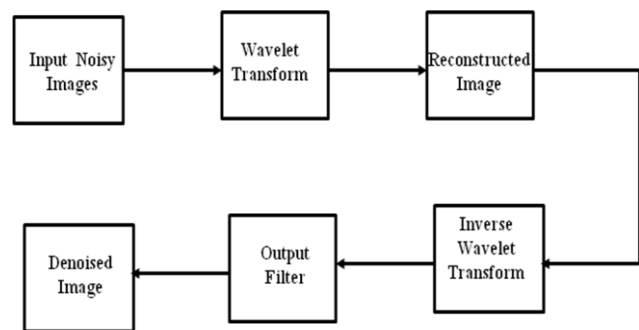 Input Noisy
Images
Wavelet
Transform
Reconstructed
Image
Inverse
Wavelet
Transform
Output
Filter
Denoised
Image